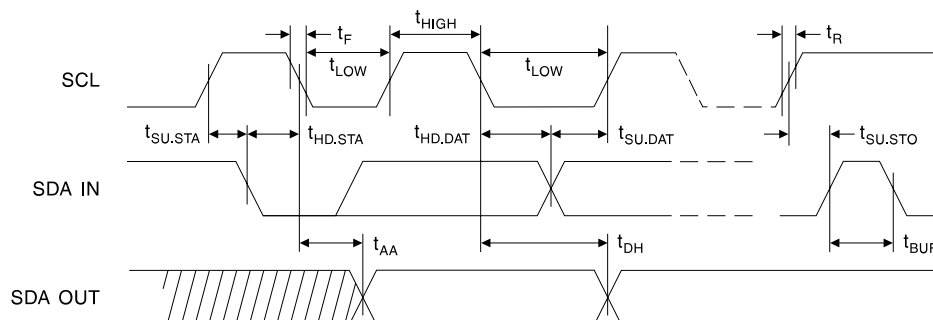 tF
tHIGH
tLOW
tLOW
tR
SCL
tSU.STA
tHD.STA
tHD.DAT
tSU.DAT
tSU.STO
SDA IN
tAA
tDH
tBUF
SDA OUT